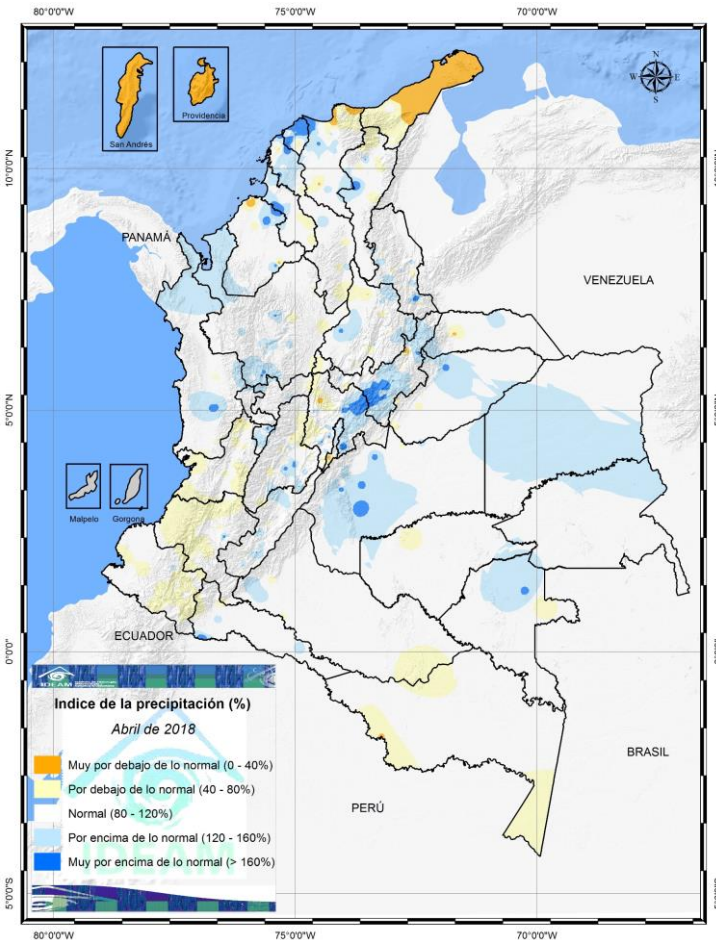 80°0'0"W 75°0'0"W 70°0'0"W
N
W E
S
San Andrés
Providencia
10°0'0"N
PANAMÁ
VENEZUELA
5°0'0"N
Malpelo
Gorgona
ECUADOR
0°0'0"
IDEAM
Indice de la precipitación (%)
Abril de 2018
Muy por debajo de lo normal (0 - 40%)
Por debajo de lo normal (40 - 80%)
Normal (80 - 120%)
Por encima de lo normal (120 - 160%)
Muy por encima de lo normal (> 160%)
IDEAM
BRASIL
PERÚ
5°0'0"S
80°0'0"W 75°0'0"W 70°0'0"W